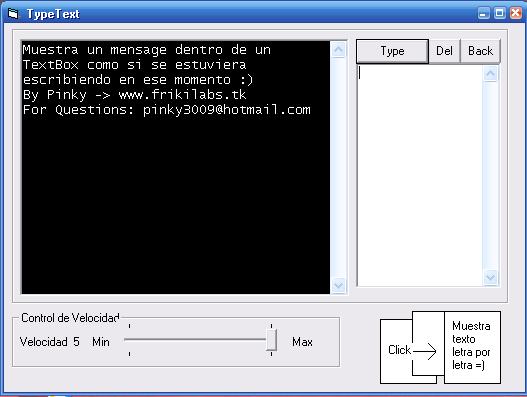 TypeText
Muestra un mensage dentro de un
TextBox como si se estuviera
escribiendo en ese momento :)
By Pinky -> www.frikilabs.tk
For Questions: pinky3009@hotmail.com
Type Del Back
Control de Velocidad
Velocidad 5 Min Max
Click
Muestra
texto
letra por
letra =)